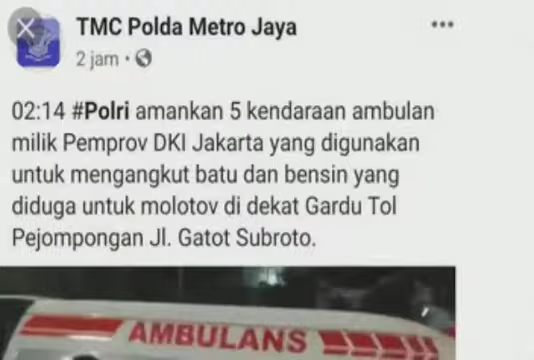 TMC Polda Metro Jaya
2 jam ·
02:14 #Polri amankan 5 kendaraan ambulan
milik Pemprov DKI Jakarta yang digunakan
untuk mengangkut batu dan bensin yang
diduga untuk molotov di dekat Gardu Tol
Pejompongan Jl. Gatot Subroto.
AMBULANS